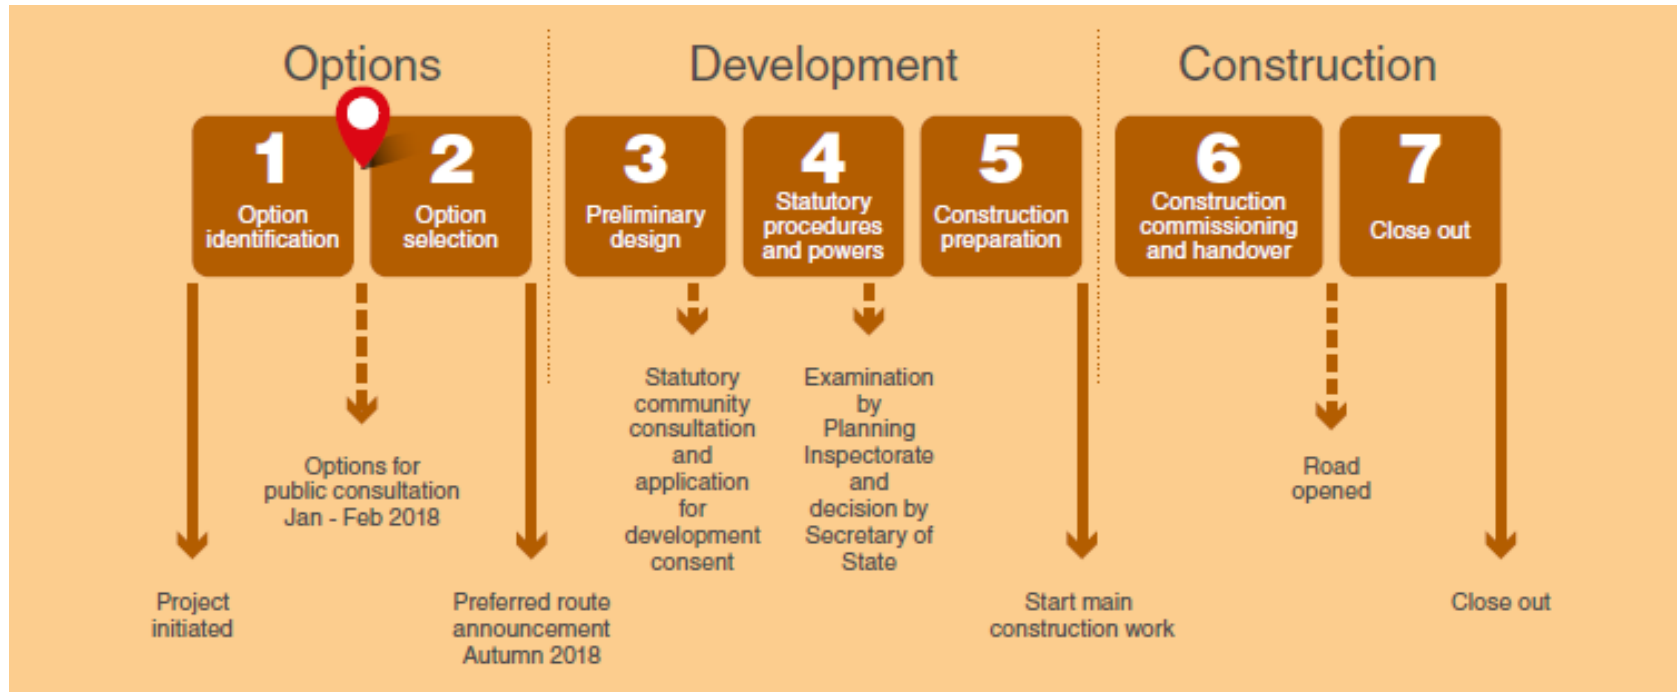 Options
Development
Construction
1
Option
identification
2
Option
selection
3
Preliminary
design
4
Statutory
procedures
and powers
5
Construction
preparation
6
Construction
commissioning
and handover
7
Close out
Project
initiated
Options for
public consultation
Jan - Feb 2018
Preferred route
announcement
Autumn 2018
Statutory
community
consultation
and
application
for
development
consent
Examination
by
Planning
Inspectorate
and
decision by
Secretary of
State
Start main
construction work
Road
opened
Close out